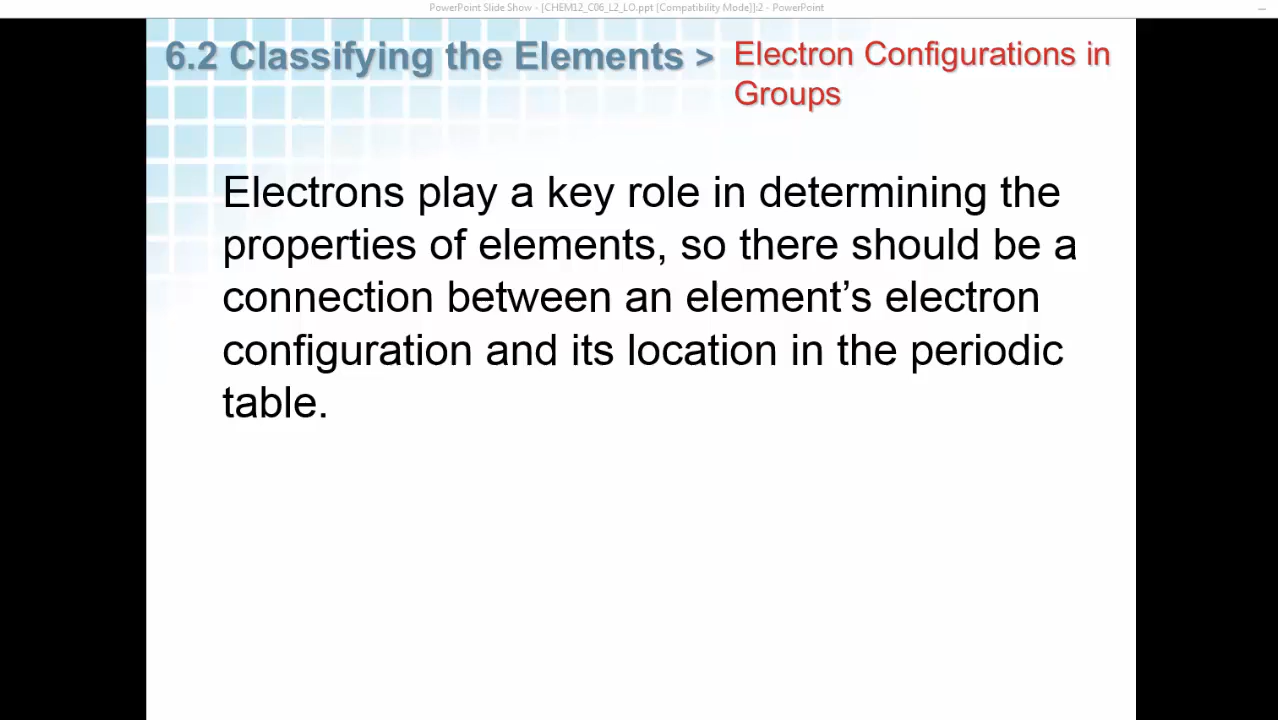 PowerPoint Slide Show - [CHEM12_C06_L2_LO.ppt [Compatibility Mode]]:2 - PowerPoint
6.2 Classifying the Elements > Electron Configurations in
Groups
Electrons play a key role in determining the
properties of elements, so there should be a
connection between an element’s electron
configuration and its location in the periodic
table.